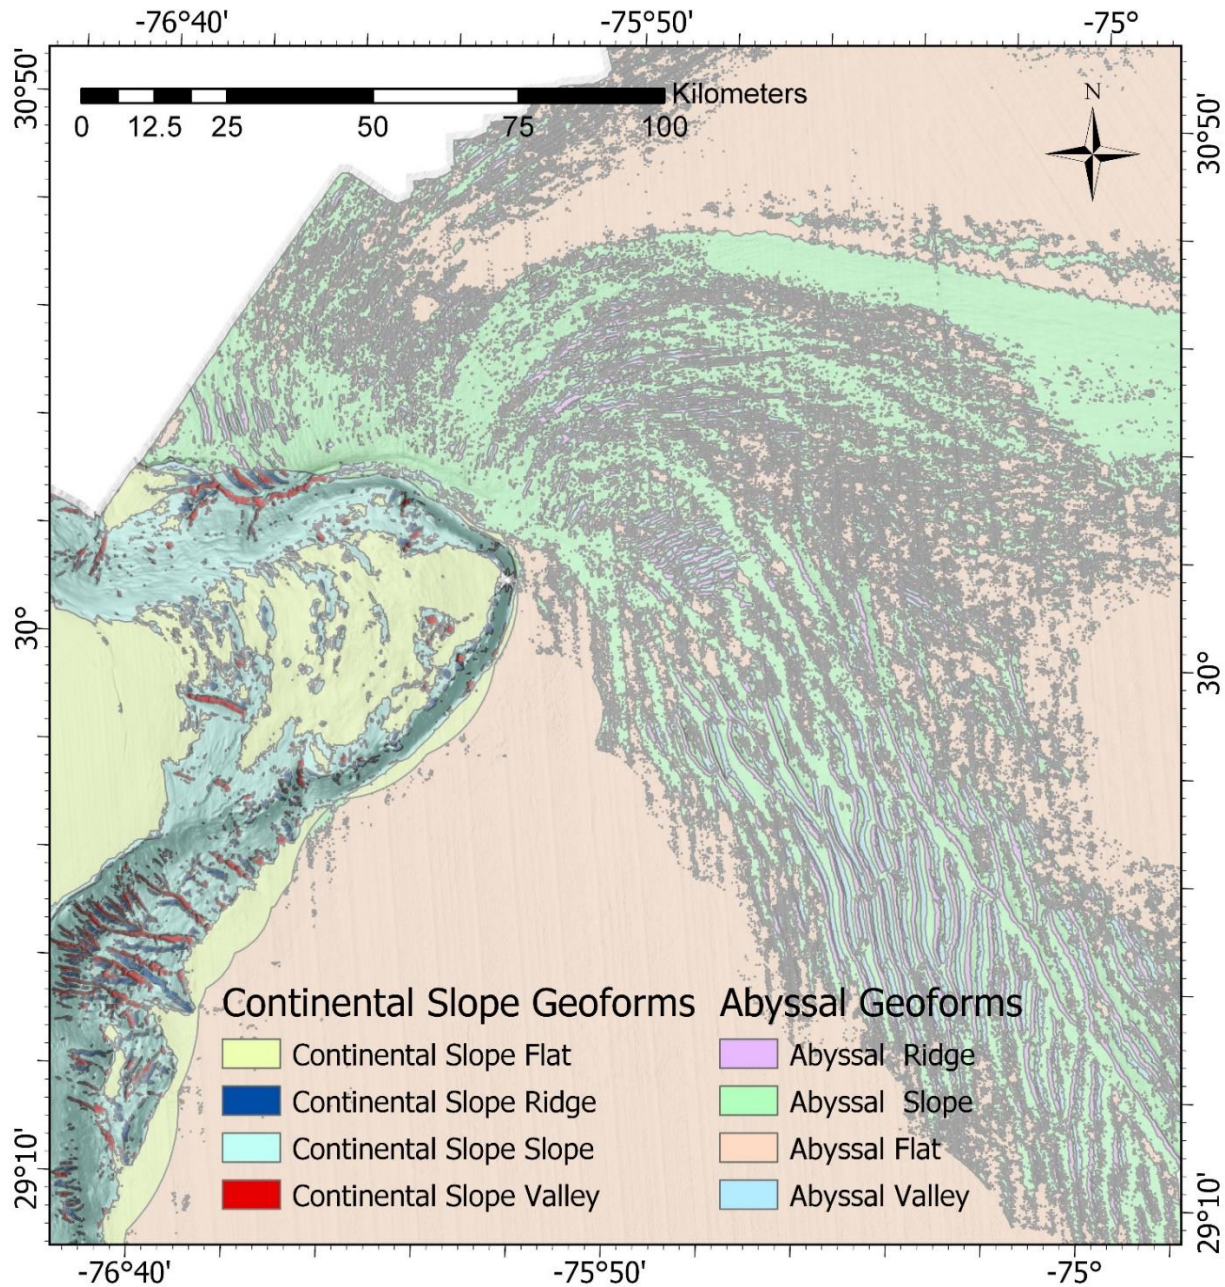 -76°40'
-75°50'
-75°
30°50'
Kilometers
0
12.5
25
50
75
100
N
30°50'
30°
30°
Continental Slope Geoforms
Continental Slope Flat
Continental Slope Ridge
Continental Slope Slope
Continental Slope Valley
Abyssal Geoforms
Abyssal Ridge
Abyssal Slope
Abyssal Flat
Abyssal Valley
29°10'
29°10'
-76°40'
-75°50'
-75°